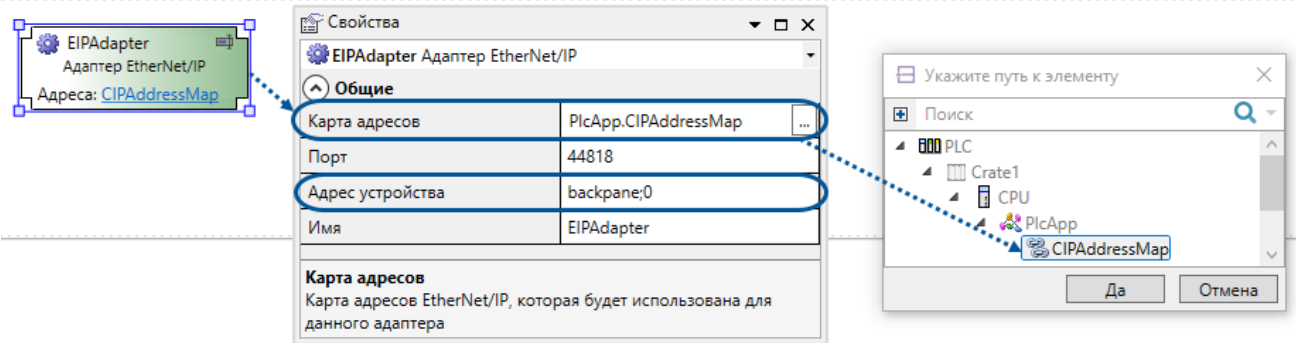 EIPAdapter
Адаптер EtherNet/IP
Адреса: CIPAddressMap
Свойства
EIPAdapter Адаптер EtherNet/IP
Общие
Карта адресов PlcApp.CIPAddressMap ...
Порт 44818
Адрес устройства backpane;0
Имя EIPAdapter
Карта адресов
Карта адресов EtherNet/IP, которая будет использована для
данного адаптера
Укажите путь к элементу
Поиск
PLC
Crate1
CPU
PlcApp
CIPAddressMap
Да Отмена